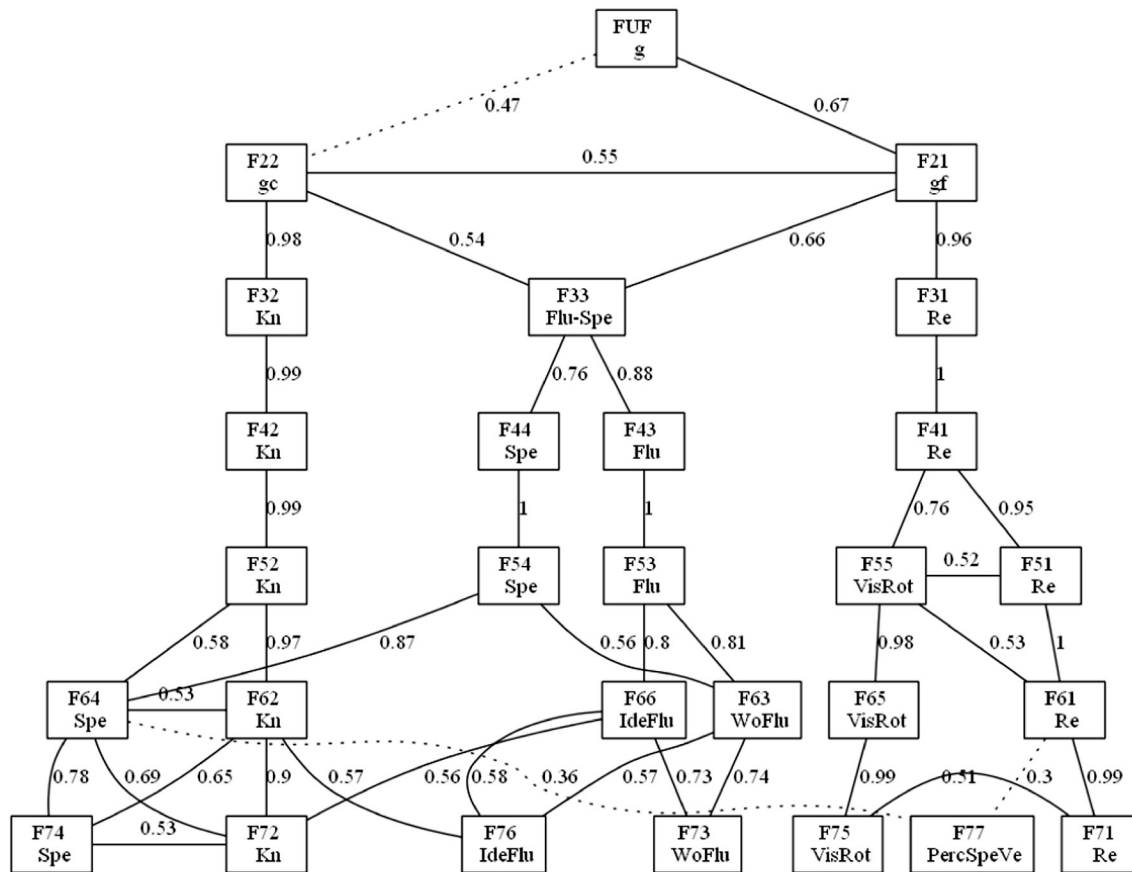 FUF
g
0.47
0.67
F22
gc
0.55
F21
gf
0.98
0.54
0.66
0.96
F32
Kn
F33
Flu-Spe
F31
Re
0.99
0.76
0.88
1
F42
Kn
F44
Spe
F43
Flu
F41
Re
0.99
1
1
0.76
0.95
F52
Kn
F54
Spe
F53
Flu
F55
VisRot
0.52
F51
Re
0.58
0.97
0.87
0.56
0.8
0.81
0.98
0.53
1
F64
Spe
0.53
F62
Kn
F66
IdeFlu
F63
WoFlu
F65
VisRot
F61
Re
0.78
0.69
0.65
0.9
0.57
0.56
0.58
0.36
0.57
0.73
0.74
0.99
0.51
0.3
0.99
F74
Spe
0.53
F72
Kn
F76
IdeFlu
F73
WoFlu
F75
VisRot
F77
PercSpeVe
F71
Re